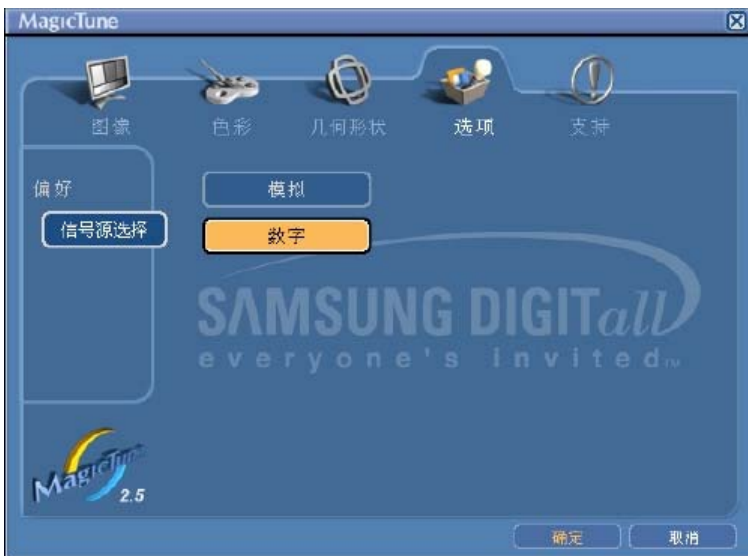 MagicTune
图像 色彩 几何形状 选项 支持
偏好
信号源选择
模拟
数字
SAMSUNG DIGITall
everyone's invited™
MagicTune
2.5
确定 取消